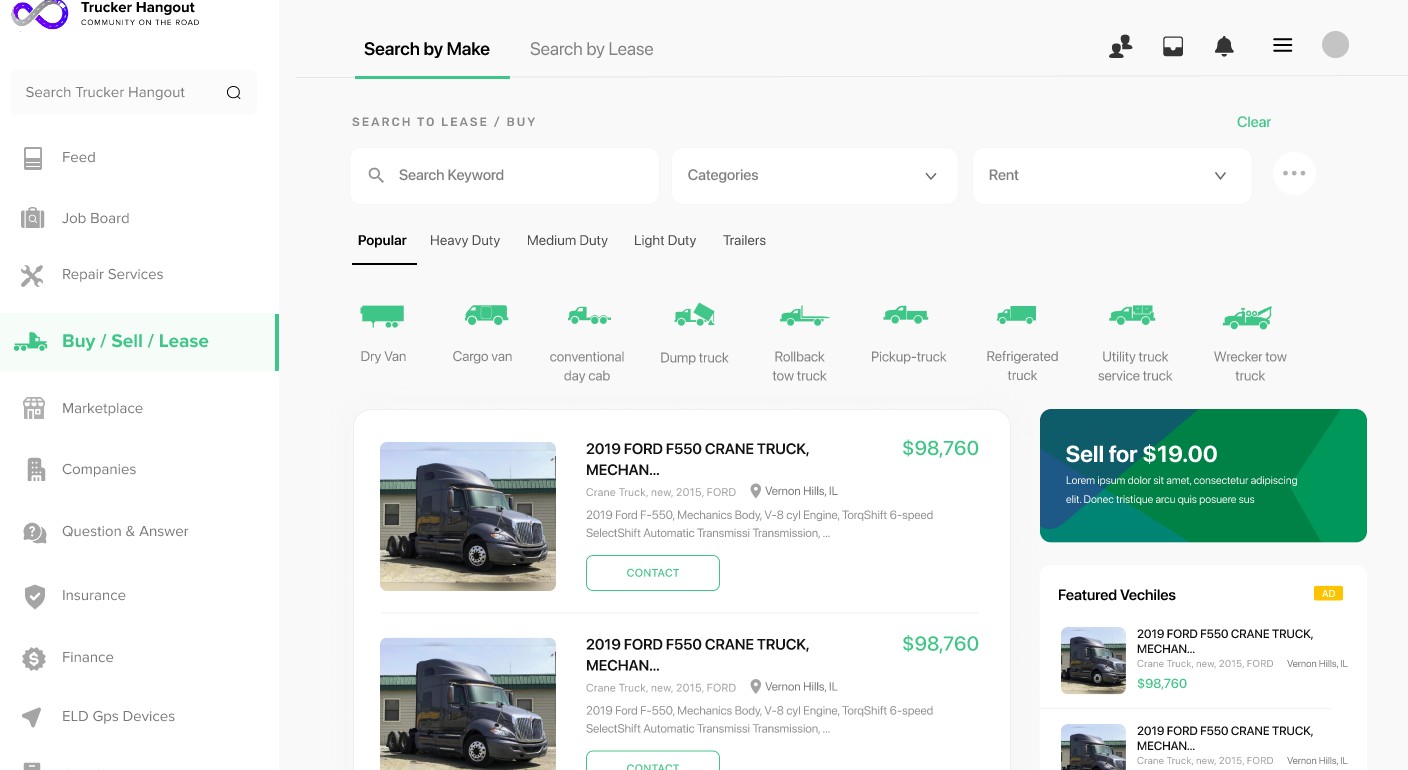 Trucker Hangout
COMMUNITY ON THE ROAD
Search Trucker Hangout
Feed
Job Board
Repair Services
Buy / Sell / Lease
Marketplace
Companies
Question & Answer
Insurance
Finance
ELD Gps Devices
Search by Make
Search by Lease
SEARCH TO LEASE / BUY
Clear
Search Keyword
Categories
Rent
Popular
Heavy Duty
Medium Duty
Light Duty
Trailers
Dry Van
Cargo van
conventional
day cab
Dump truck
Rollback
tow truck
Pickup-truck
Refrigerated
truck
Utility truck
service truck
Wrecker tow
truck
2019 FORD F550 CRANE TRUCK,
MECHAN...
$98,760
Crane Truck, new, 2015, FORD
Vernon Hills, IL
2019 Ford F-550, Mechanics Body, V-8 cyl Engine, TorqShift 6-speed
SelectShift Automatic Transmissi Transmission, ...
CONTACT
2019 FORD F550 CRANE TRUCK,
MECHAN...
$98,760
Crane Truck, new, 2015, FORD
Vernon Hills, IL
2019 Ford F-550, Mechanics Body, V-8 cyl Engine, TorqShift 6-speed
SelectShift Automatic Transmissi Transmission, ...
CONTACT
Sell for $19.00
Lorem ipsum dolor sit amet, consectetur adipiscing
elit. Donec tristique arcu quis posuere sus
Featured Vechiles
AD
2019 FORD F550 CRANE TRUCK,
MECHAN...
Crane Truck, new, 2015, FORD
Vernon Hills, IL
$98,760
2019 FORD F550 CRANE TRUCK,
MECHAN...
Crane Truck, new, 2015, FORD
Vernon Hills, IL